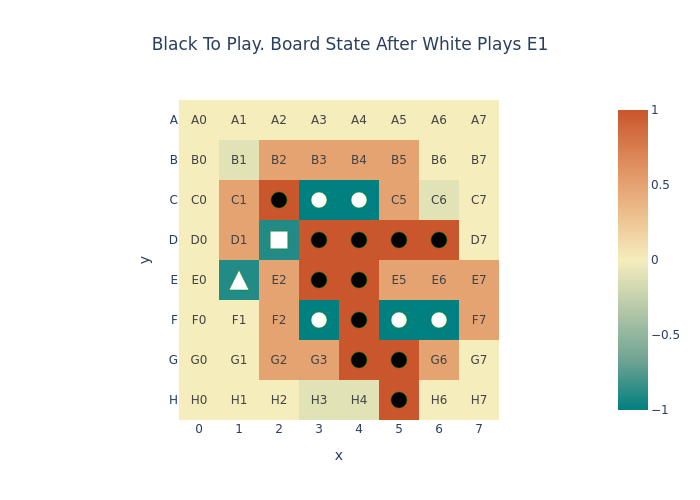 Black To Play. Board State After White Plays E1
A A0 A1 A2 A3 A4 A5 A6 A7
B B0 B1 B2 B3 B4 B5 B6 B7
C C0 C1 C5 C6 C7
D D0 D1 D7
E E0 E2 E5 E6 E7
F F0 F1 F2 F7
G G0 G1 G2 G3 G6 G7
H H0 H1 H2 H3 H4 H6 H7
0 1 2 3 4 5 6 7
x
y
1
0.5
0
−0.5
−1